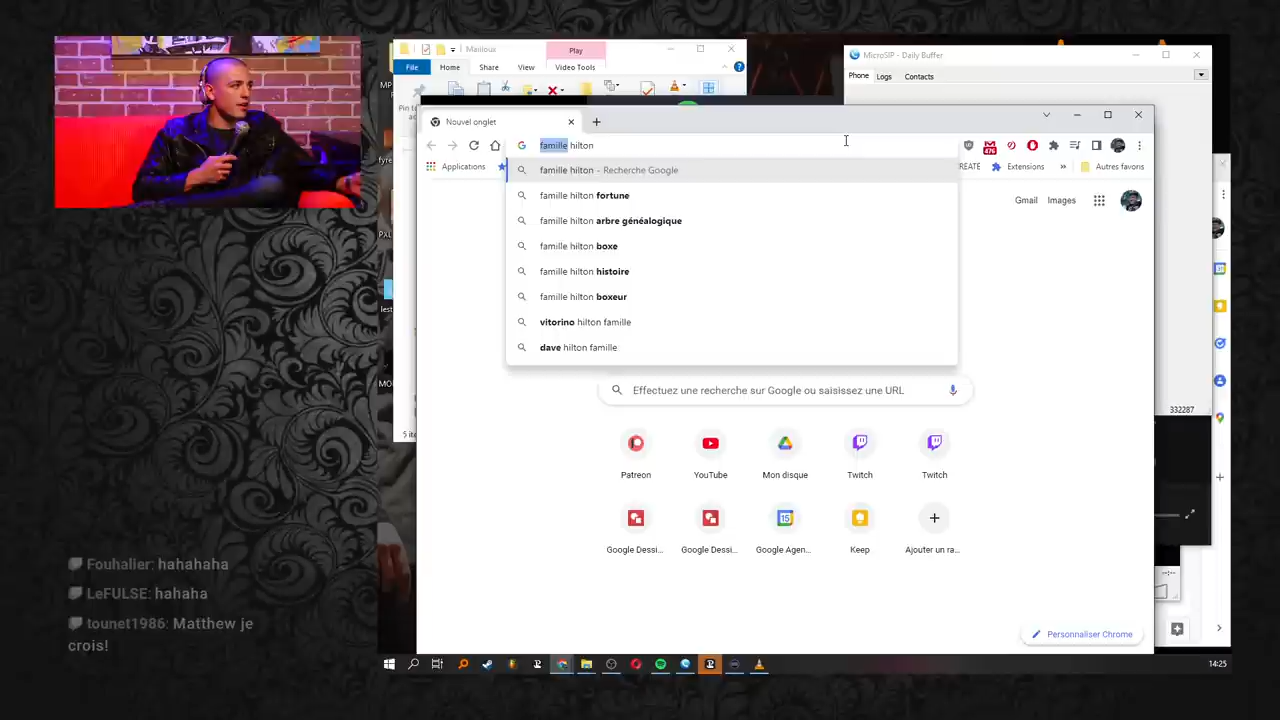 Maiilous
Play
File
Home
Share
View
Video Tools
MicroSIP - Daily Buffer
Phone
Logs
Contacts
Nouvel onglet
famille hilton
Applications
Extensions
Autres favoris
famille hilton - Recherche Google
famille hilton fortune
famille hilton arbre généalogique
famille hilton boxe
famille hilton histoire
famille hilton boxeur
vitorino hilton famille
dave hilton famille
Gmail
Images
Effectuez une recherche sur Google ou saisissez une URL
Patreon
YouTube
Mon disque
Twitch
Twitch
Google Dessi...
Google Dessi...
Google Agen...
Keep
Ajouter un ra...
Personnaliser Chrome
332287
Fouhalier: hahahaha
LeFULSE: hahaha
tounet1986: Matthew je
crois!
14:25